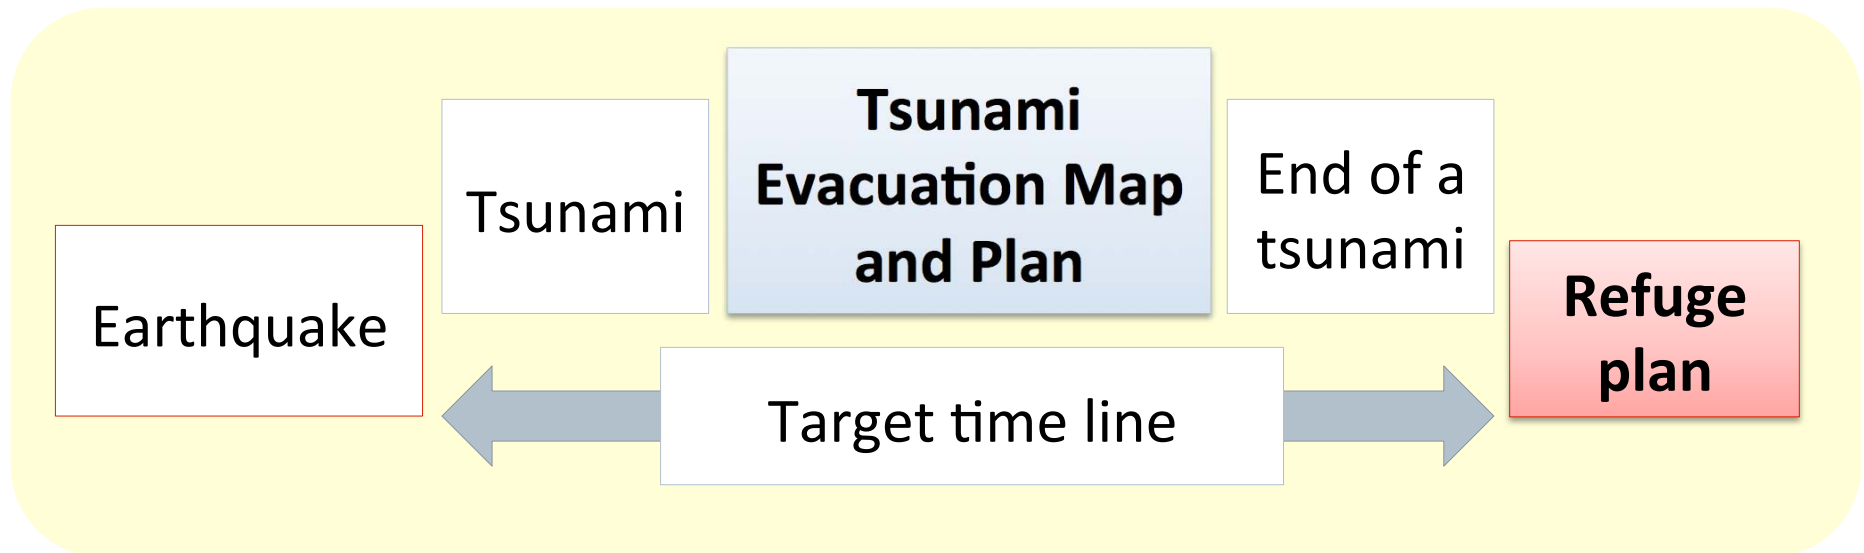 Earthquake
Tsunami
Tsunami
Evacuation Map
and Plan
End of a
tsunami
Refuge
plan
Target time line